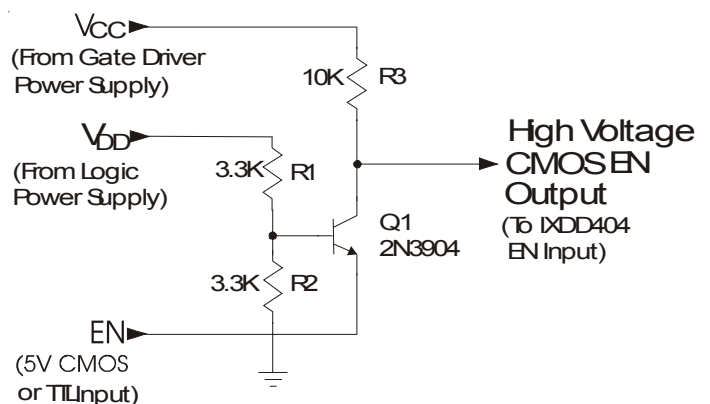 VCC
(From Gate Driver
Power Supply)
10K R3
VDD
(From Logic
Power Supply)
3.3K R1
High Voltage
CMOS EN
Output
(To IXDD404
EN Input)
Q1
2N3904
3.3K R2
EN
(5V CMOS
or TTL Input)